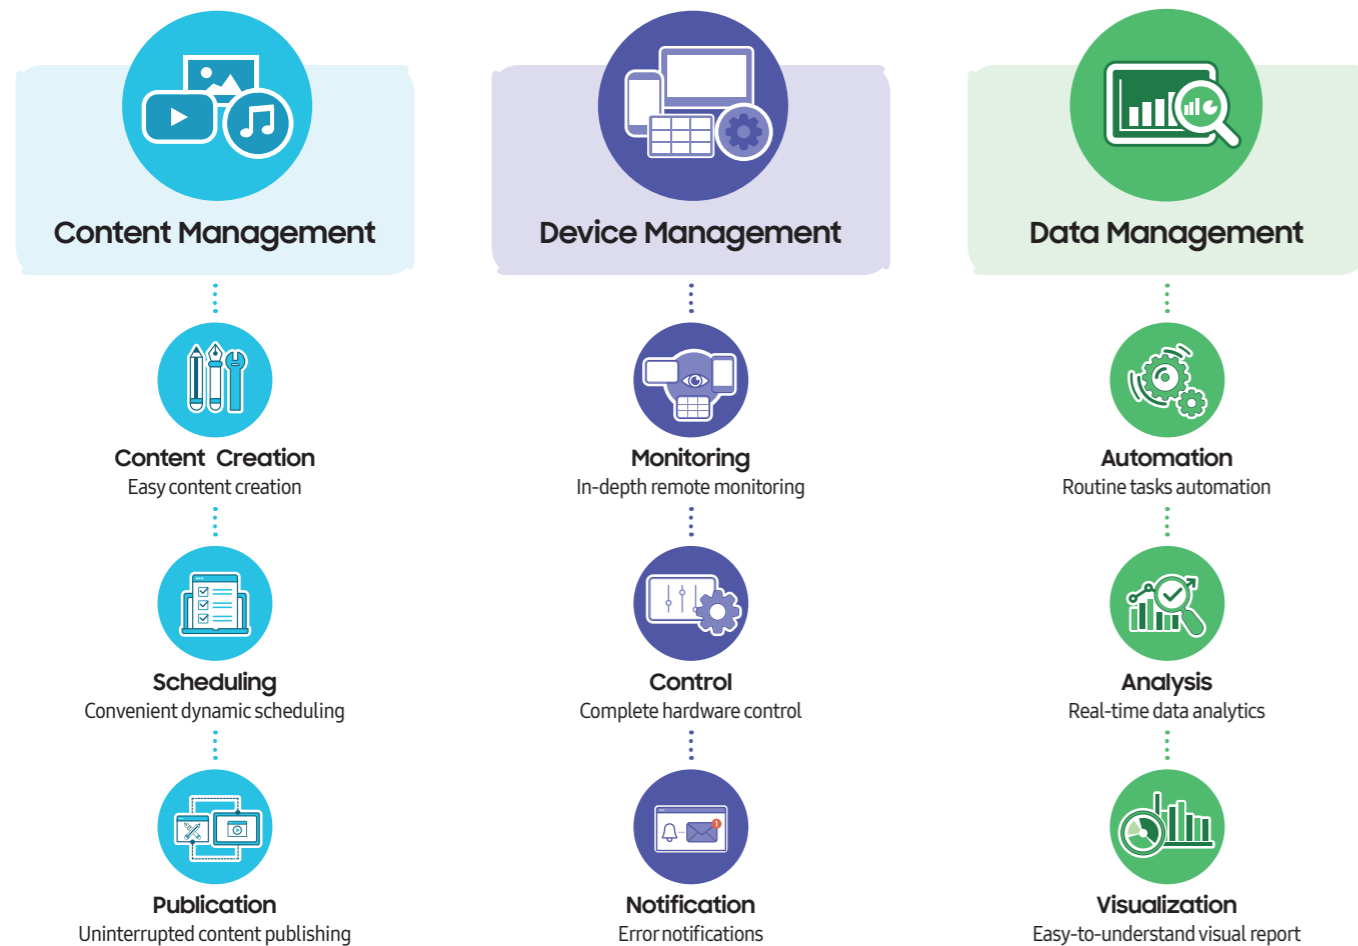 Content Management
Content Creation
Easy content creation
Scheduling
Convenient dynamic scheduling
Publication
Uninterrupted content publishing
Device Management
Monitoring
In-depth remote monitoring
Control
Complete hardware control
1
Notification
Error notifications
Data Management
Automation
Routine tasks automation
Analysis
Real-time data analytics
Visualization
Easy-to-understand visual report